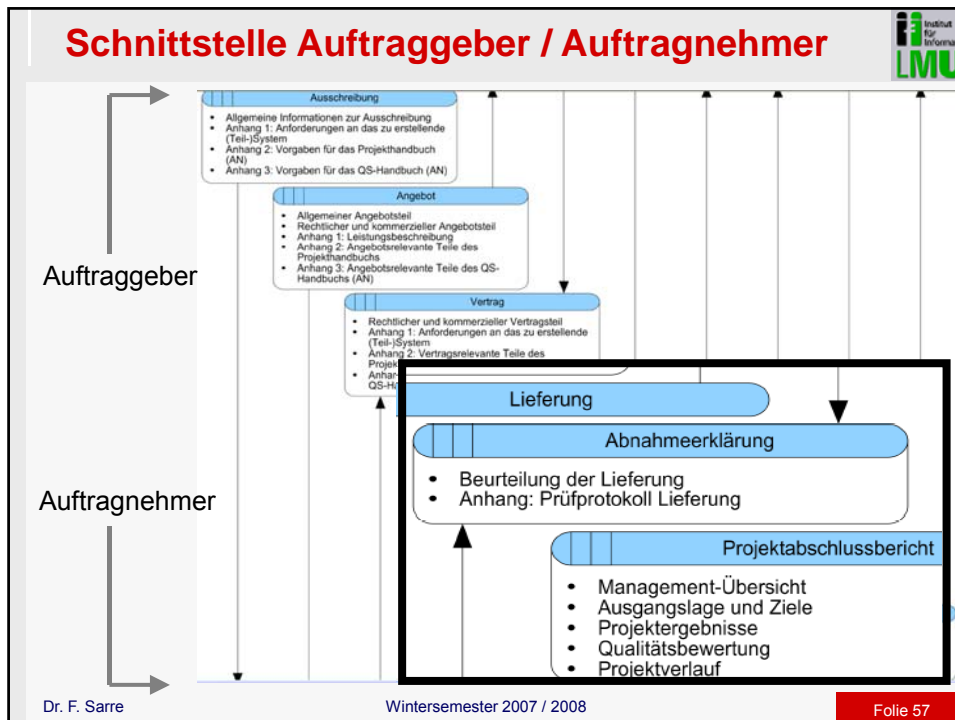 Schnittstelle Auftraggeber / Auftragnehmer
Institut
für
Informa
LMU
Ausschreibung
• Allgemeine Informationen zur Ausschreibung
• Anhang 1: Anforderungen an das zu erstellende
(Teil-)System
• Anhang 2: Vorgaben für das Projekthandbuch
(AN)
• Anhang 3: Vorgaben für das QS-Handbuch (AN)
Angebot
• Allgemeiner Angebotsteil
• Rechtlicher und kommerzieller Angebotsteil
• Anhang 1: Leistungsbeschreibung
• Anhang 2: Angebotsrelevante Teile des
Projekthandbuchs
• Anhang 3: Angebotsrelevante Teile des QS-
Handbuchs (AN)
Auftraggeber
Vertrag
• Rechtlicher und kommerzieller Vertragsteil
• Anhang 1: Anforderungen an das zu erstellende
(Teil-)System
• Anhang 2: Vertragsrelevante Teile des
Lieferung
Abnahmeerklärung
• Beurteilung der Lieferung
• Anhang: Prüfprotokoll Lieferung
Auftragnehmer
Projektabschlussbericht
• Management-Übersicht
• Ausgangslage und Ziele
• Projektergebnisse
• Qualitätsbewertung
• Projektverlauf
Dr. F. Sarre
Wintersemester 2007 / 2008
Folie 57